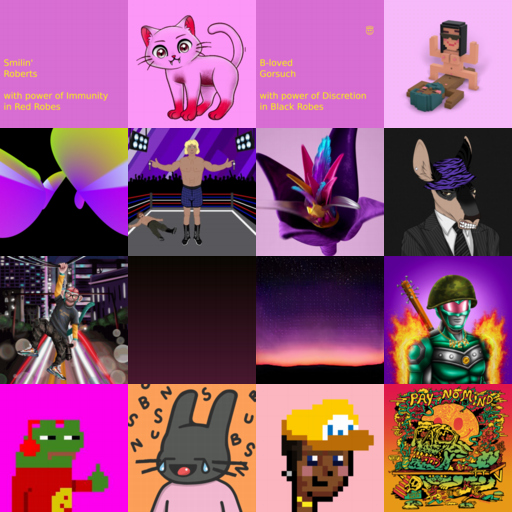 Smilin'
Roberts
with power of Immunity
in Red Robes
B-loved
Gorsuch
with power of Discretion
in Black Robes
PAY NO MIND